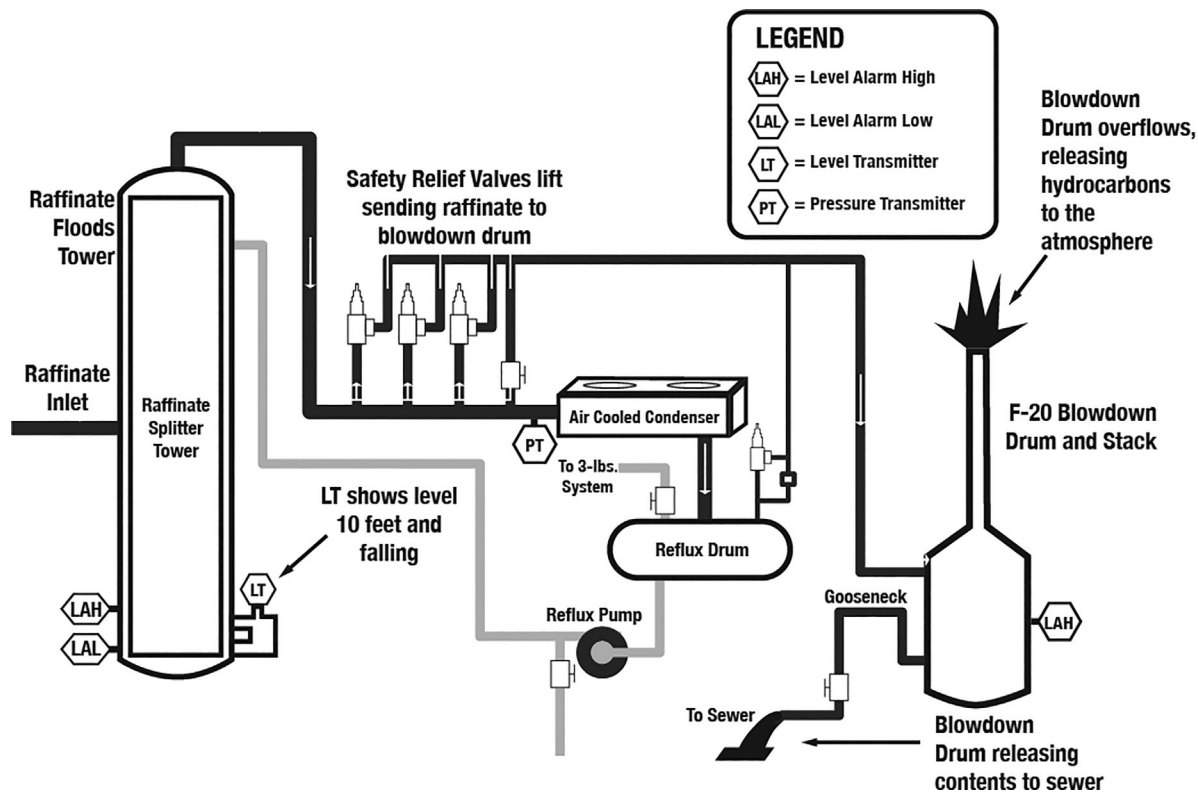 LEGEND
LAH = Level Alarm High
LAL = Level Alarm Low
LT = Level Transmitter
PT = Pressure Transmitter
Blowdown
Drum overflows,
releasing
hydrocarbons
to the
atmosphere
Raffinate
Floods
Tower
Safety Relief Valves lift
sending raffinate to
blowdown drum
Raffinate
Inlet
Raffinate
Splitter
Tower
Air Cooled Condenser
PT
F-20 Blowdown
Drum and Stack
To 3-lbs.
System
LT shows level
10 feet and
falling
LT
Reflux Drum
LAH
LAL
Reflux Pump
Gooseneck
LAH
To Sewer
Blowdown
Drum releasing
contents to sewer